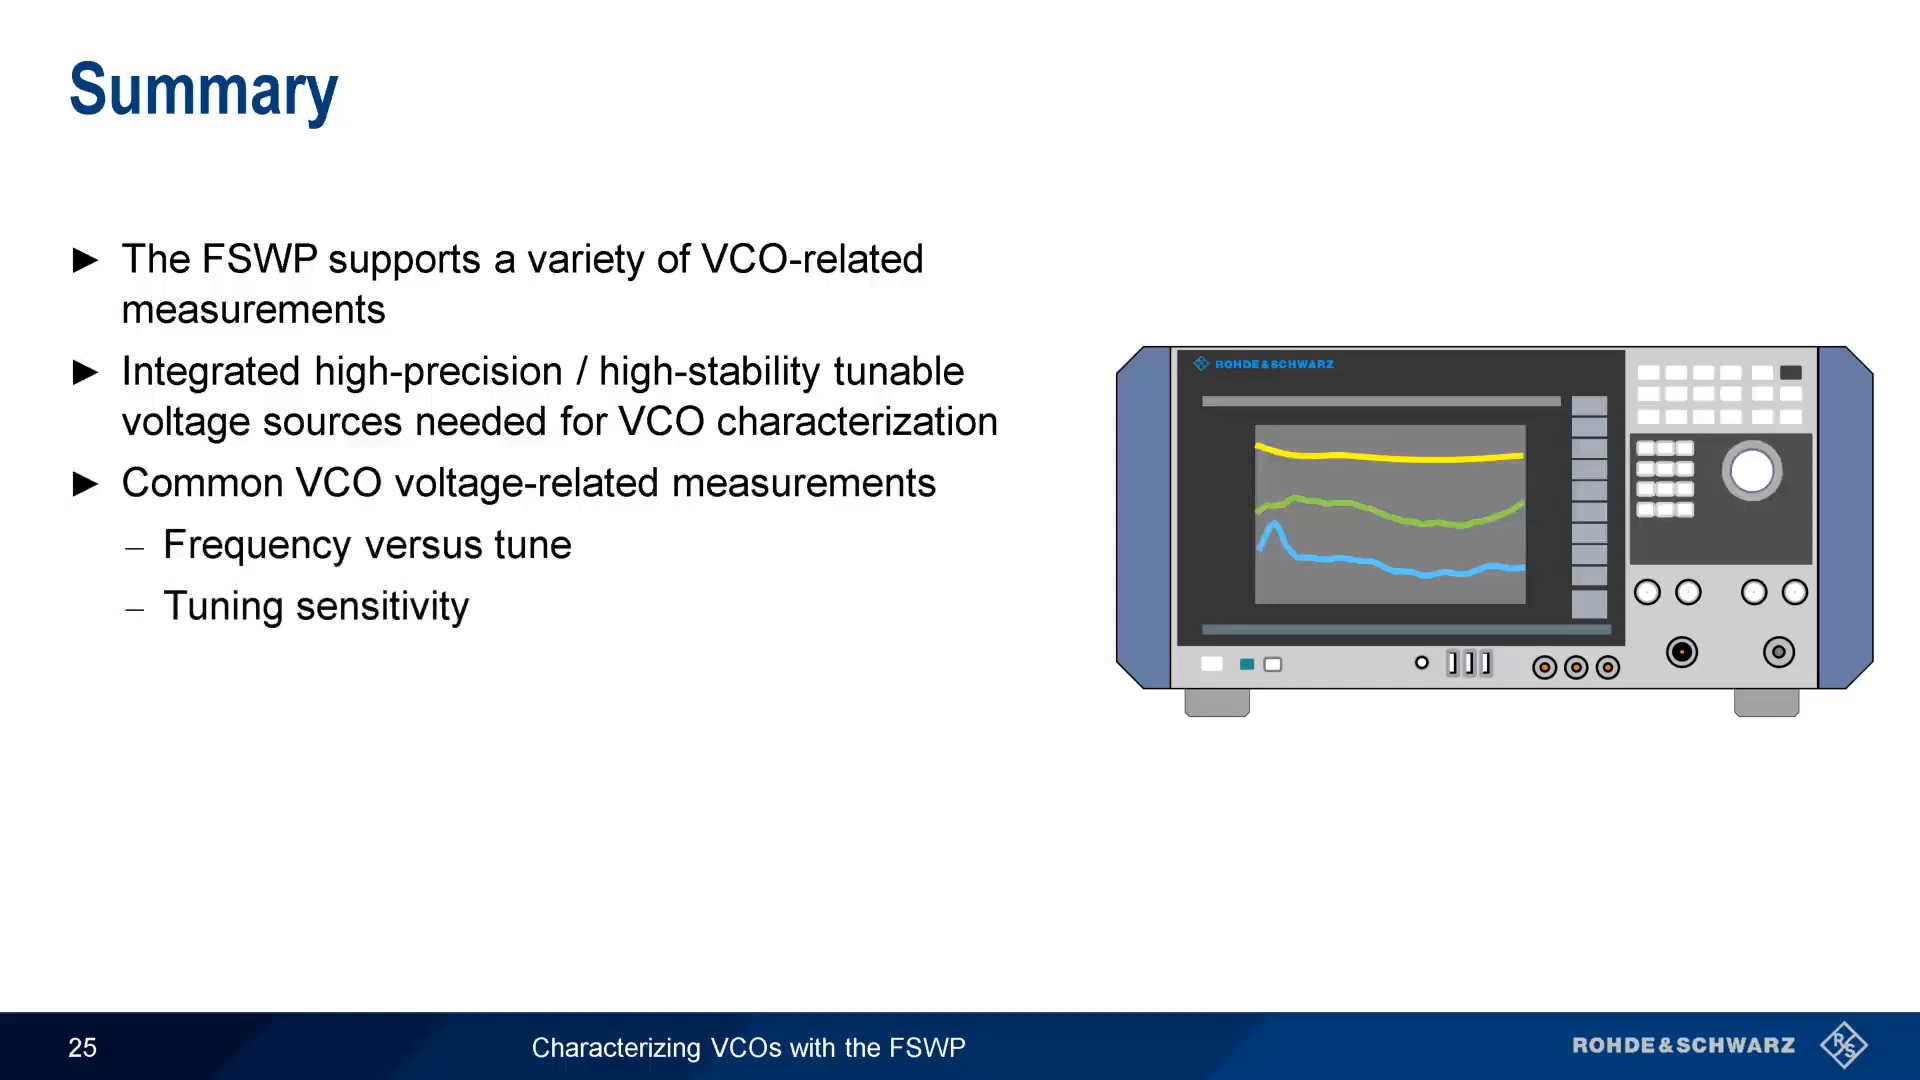 Summary
► The FSWP supports a variety of VCO-related
measurements
► Integrated high-precision / high-stability tunable
voltage sources needed for VCO characterization
► Common VCO voltage-related measurements
– Frequency versus tune
– Tuning sensitivity
ROHDE&SCHWARZ
25
Characterizing VCOs with the FSWP
ROHDE&SCHWARZ
R&S